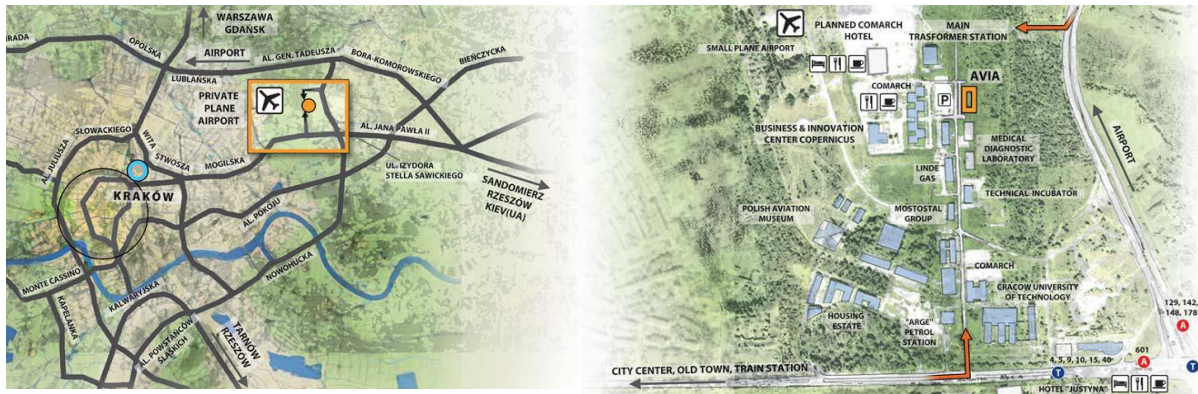 WARSZAWA
GDAŃSK
RADA
OPOLSKA
AIRPORT
AL. GEN. TADEUSZA
BORA-KOMOROWSKIEGO
BIEŃCZYCKA
LUBLAŃSKA
PRIVATE
PLANE
AIRPORT
AL. JULIUSZA
SŁOWACKIEGO
WITA
STWOSZA
MOGILSKA
AL. JANA PAWŁA II
UL. IZYDORA
STELLA SAWICKIEGO
SANDOMIERZ
RZESZÓW
KIEV(UA)
KRAKÓW
AL. POKOJU
NOWOHUCKA
MONTE CASSINO
KAPELANKA
KALWARYJSKA
AL. POWSTAŃCÓW
ŚLĄSKICH
TARNÓW
RZESZÓW
PLANNED COMARCH
HOTEL
MAIN
TRASFORMER STATION
SMALL PLANE AIRPORT
COMARCH
P
AVIA
BUSINESS & INNOVATION
CENTER COPERNICUS
MEDICAL
DIAGNOSTIC
LABORATORY
AIRPORT
LINDE
GAS
TECHNICAL INCUBATOR
POLISH AVIATION
MUSEUM
MOSTOSTAL
GROUP
COMARCH
CRACOW UNIVERSITY
OF TECHNOLOGY
HOUSING
ESTATE
"ARGE"
PETROL
STATION
129, 142,
148, 178
A
601
A
4, 5, 9, 10, 15, 40
T
T
CITY CENTER, OLD TOWN, TRAIN STATION
HOTEL "JUSTYNA"